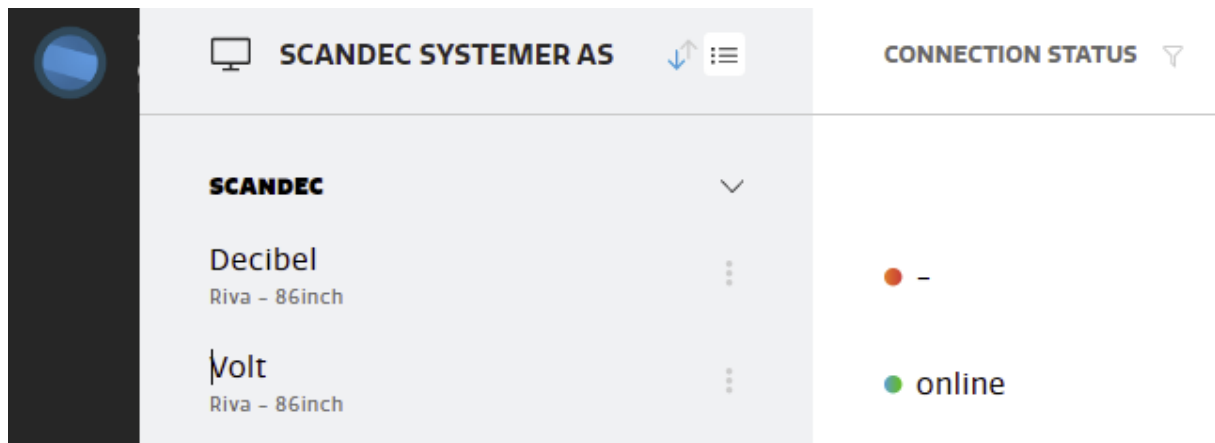 SCANDEC SYSTEMER AS
CONNECTION STATUS
SCANDEC
Decibel
Riva – 86inch
–
Volt
Riva – 86inch
online